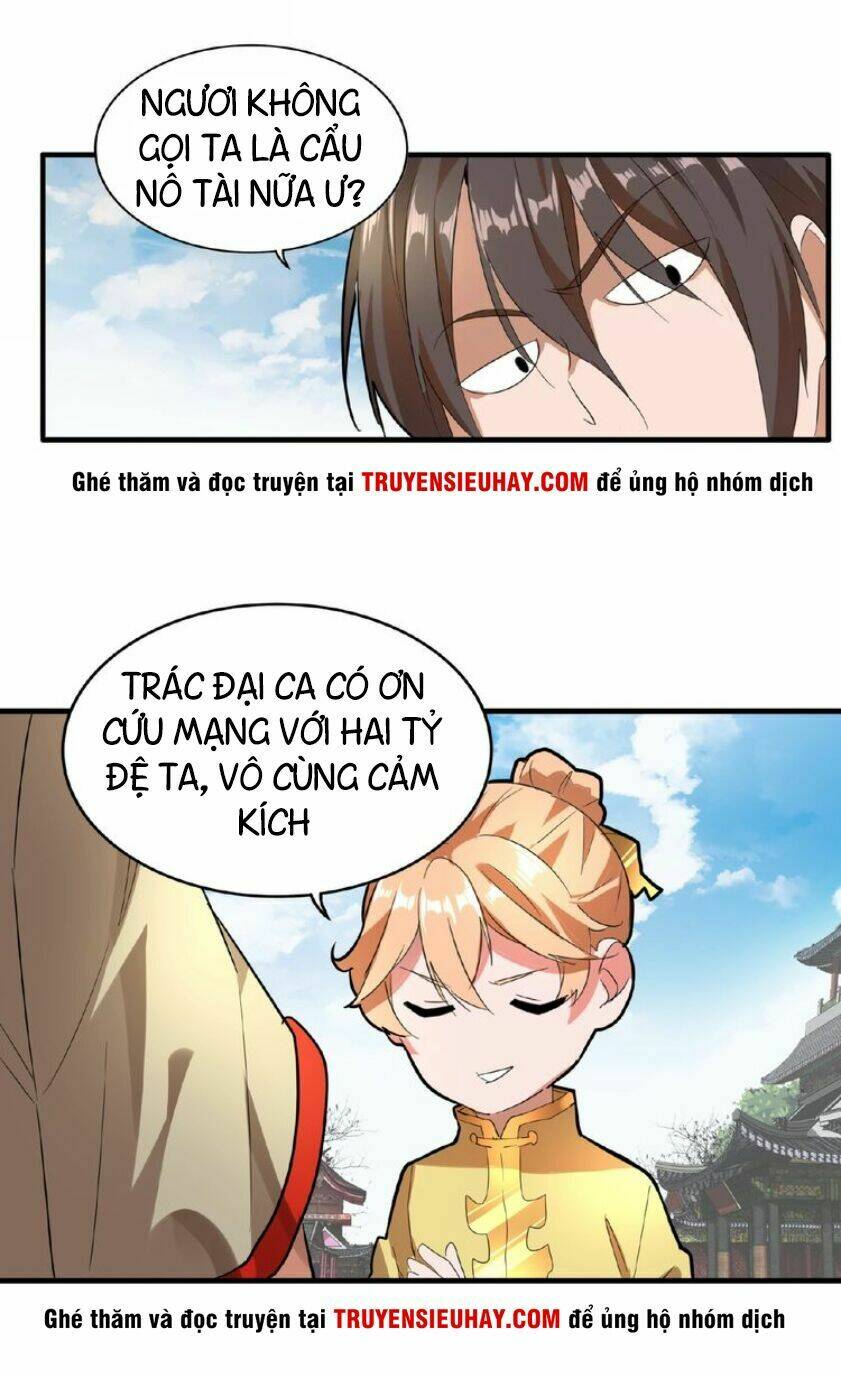 NGƯƠI KHÔNG
GỌI TA LÀ CẨU
NÔ TÀI NỮA Ư?
Ghé thăm và đọc truyện tại TRUYENSIEUHAY.COM để ủng hộ nhóm dịch
TRÁC ĐẠI CA CÓ ƠN
CỨU MẠNG VỚI HAI TỶ
ĐỆ TA, VÔ CÙNG CẢM
KÍCH
Ghé thăm và đọc truyện tại TRUYENSIEUHAY.COM để ủng hộ nhóm dịch